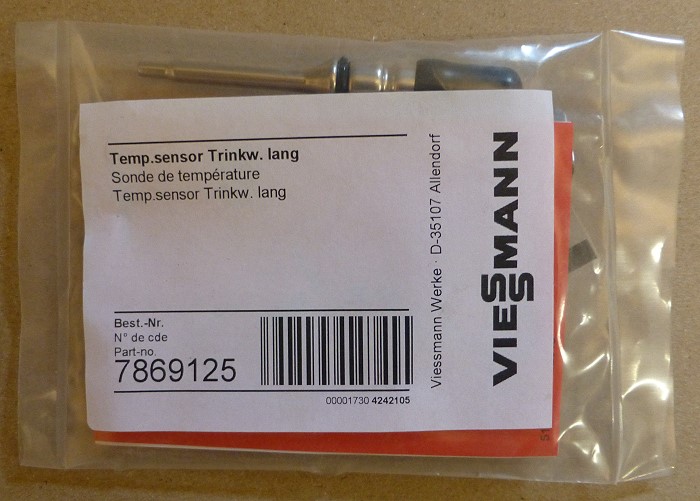 Temp.sensor Trinkw. lang
Sonde de température
Temp.sensor Trinkw. lang
Best.-Nr.
N° de cde
Part-no.
7869125
00001730 4242105
Viessmann Werke · D-35107 Allendorf
VIESSMANN
51